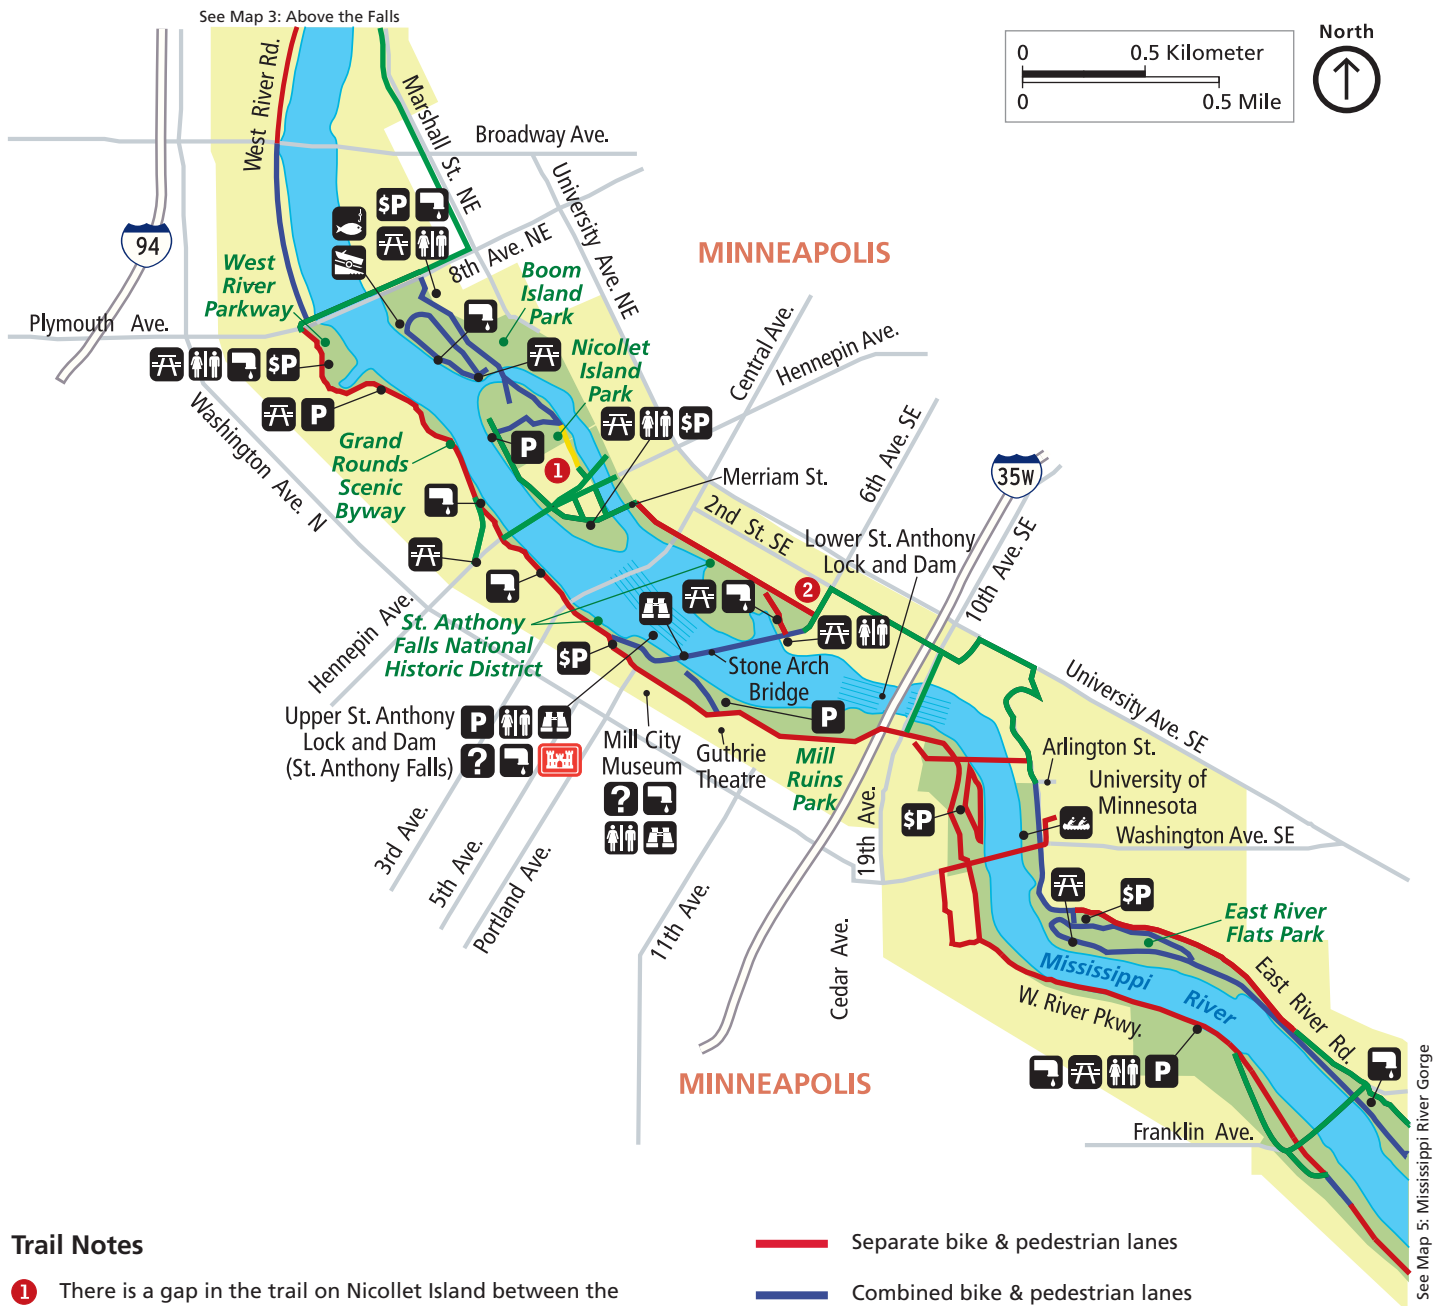 See Map 3: Above the Falls
North
0
0.5 Kilometer
0
0.5 Mile
West River Rd.
Marshall St. NE
Broadway Ave.
University Ave. NE
94
$P
8th Ave. NE
MINNEAPOLIS
West
River
Parkway
Boom
Island
Park
Plymouth Ave.
Nicollet
Island
Park
Central Ave.
Hennepin Ave.
$P
P
$P
P
Washington Ave. N
Grand
Rounds
Scenic
Byway
1
Merriam St.
6th Ave. SE
35W
2nd St. SE
Lower St. Anthony
Lock and Dam
10th Ave. SE
2
Hennepin Ave.
St. Anthony
Falls National
Historic District
$P
Stone Arch
Bridge
University Ave. SE
Upper St. Anthony
Lock and Dam
(St. Anthony Falls)
P
?
Mill City
Museum
?
Guthrie
Theatre
P
Mill
Ruins
Park
Arlington St.
University of
Minnesota
$P
Washington Ave. SE
3rd Ave.
5th Ave.
Portland Ave.
11th Ave.
19th Ave.
Cedar Ave.
$P
East River
Flats Park
Mississippi River
W. River Pkwy.
East River Rd.
MINNEAPOLIS
P
Franklin Ave.
See Map 5: Mississippi River Gorge
Trail Notes
1 There is a gap in the trail on Nicollet Island between the
Separate bike & pedestrian lanes
Combined bike & pedestrian lanes